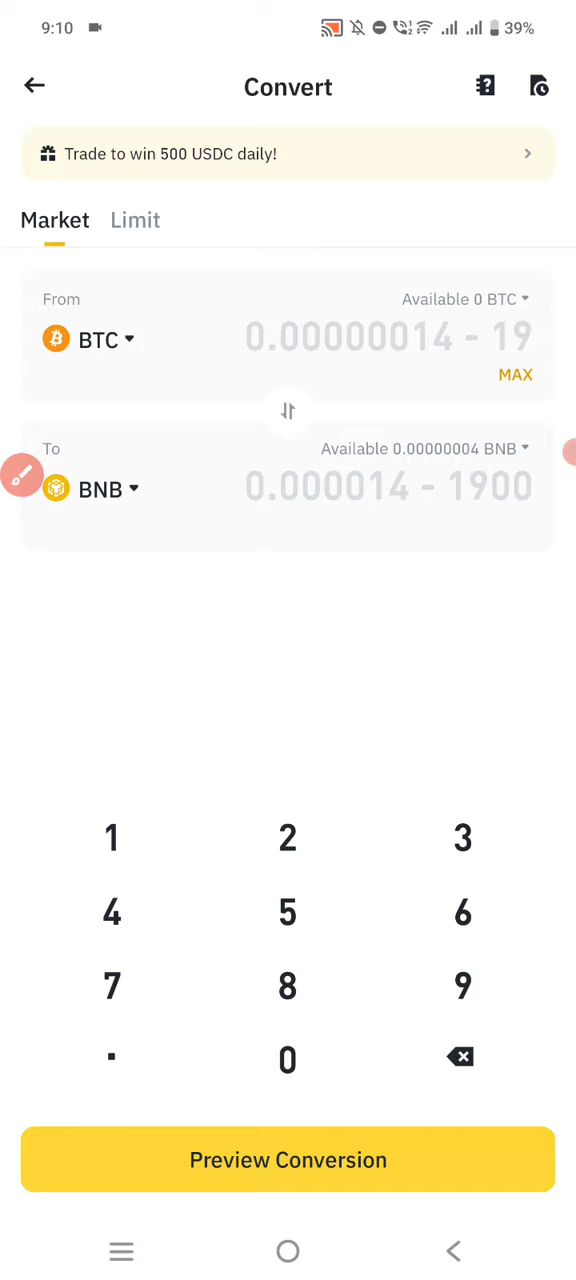 9:10 39%
Convert
Trade to win 500 USDC daily!
Market Limit
From Available 0 BTC
BTC 0.00000014 - 19
MAX
To Available 0.00000004 BNB
BNB 0.000014 - 1900
1 2 3
4 5 6
7 8 9
. 0
Preview Conversion